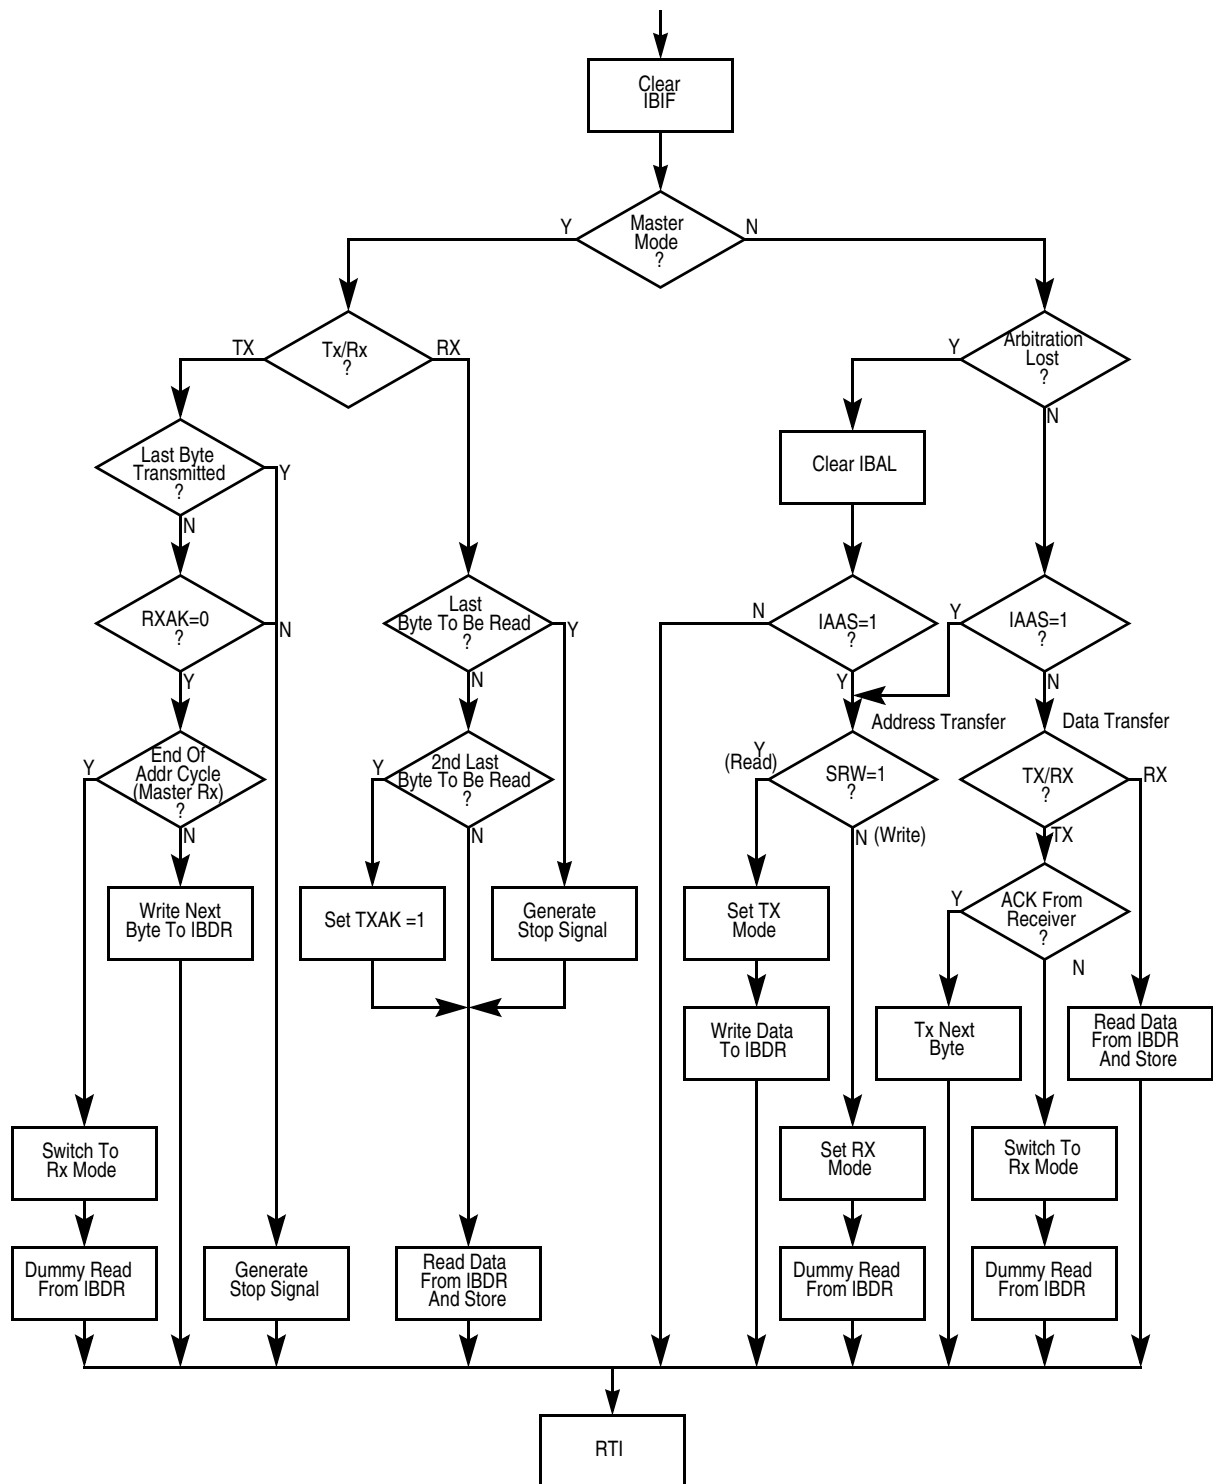 Clear
IBIF
Y
Master
Mode
?
N
TX
Tx/Rx
?
RX
Y
Arbitration
Lost
?
N
Last Byte
Transmitted
?
Y
N
Clear IBAL
RXAK=0
?
N
Y
Last
Byte To Be Read
?
Y
N
N
IAAS=1
?
Y
Y
IAAS=1
?
N
Address Transfer
Data Transfer
Y
End Of
Addr Cycle
(Master Rx)
?
N
Y
2nd Last
Byte To Be Read
?
N
Y
(Read)
SRW=1
?
N (Write)
TX/RX
?
RX
TX
Write Next
Byte To IBDR
Set TXAK =1
Generate
Stop Signal
Set TX
Mode
Y
ACK From
Receiver
?
N
Write Data
To IBDR
Tx Next
Byte
Read Data
From IBDR
And Store
Switch To
Rx Mode
Set RX
Mode
Switch To
Rx Mode
Dummy Read
From IBDR
Generate
Stop Signal
Read Data
From IBDR
And Store
Dummy Read
From IBDR
Dummy Read
From IBDR
RTI